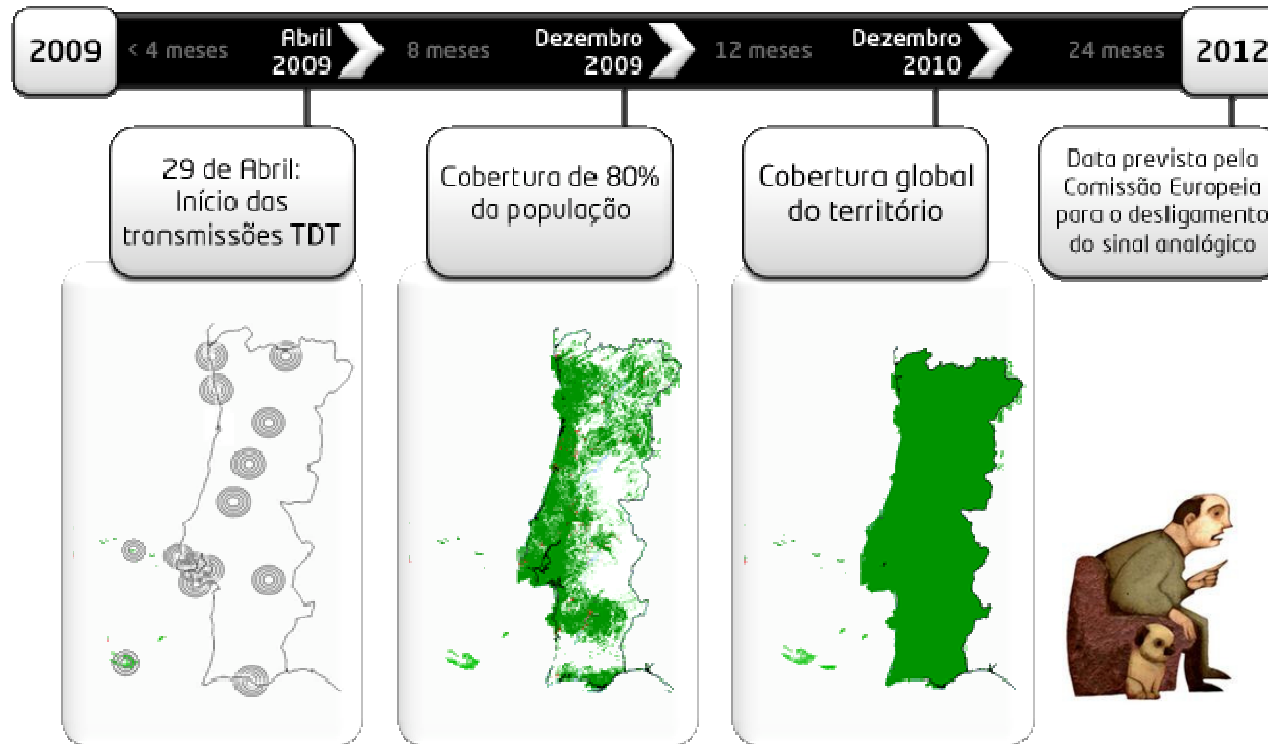 2009
< 4 meses
Abril
2009
8 meses
Dezembro
2009
12 meses
Dezembro
2010
24 meses
2012
29 de Abril:
Início das
transmissões TDT
Cobertura de 80%
da população
Cobertura global
do território
Data prevista pela
Comissão Europeia
para o desligamento
do sinal analógico